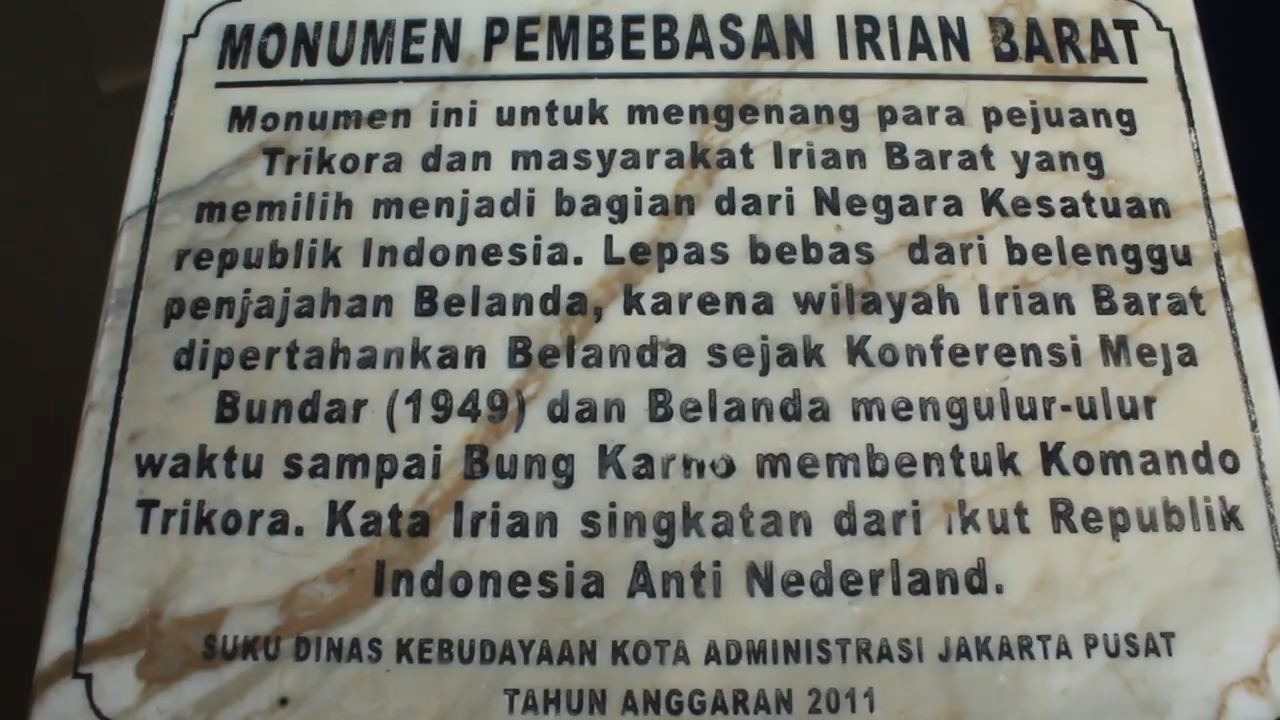 MONUMEN PEMBEBASAN IRIAN BARAT
Monumen ini untuk mengenang para pejuang
Trikora dan masyarakat Irian Barat yang
memilih menjadi bagian dari Negara Kesatuan
republik Indonesia. Lepas bebas dari belenggu
penjajahan Belanda, karena wilayah Irian Barat
dipertahankan Belanda sejak Konferensi Meja
Bundar (1949) dan Belanda mengulur-ulur
waktu sampai Bung Karno membentuk Komando
Trikora. Kata Irian singkatan dari ikut Republik
Indonesia Anti Nederland.
SUKU DINAS KEBUDAYAAN KOTA ADMINISTRASI JAKARTA PUSAT
TAHUN ANGGARAN 2011